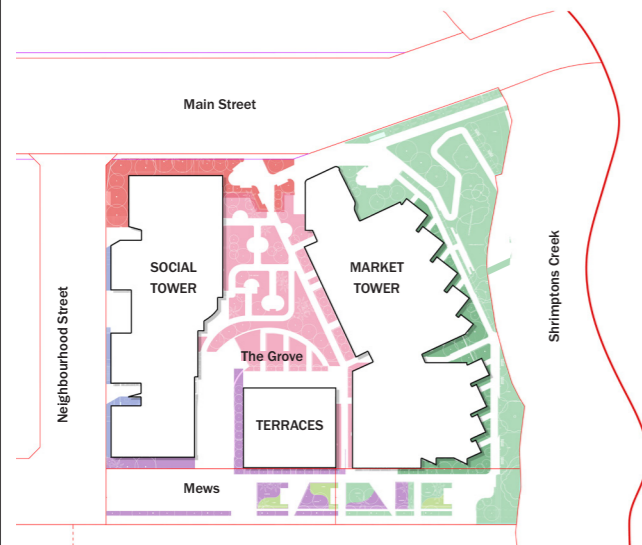 Main Street
SOCIAL
TOWER
MARKET
TOWER
Neighbourhood Street
Shrimptons Creek
The Grove
TERRACES
Mews